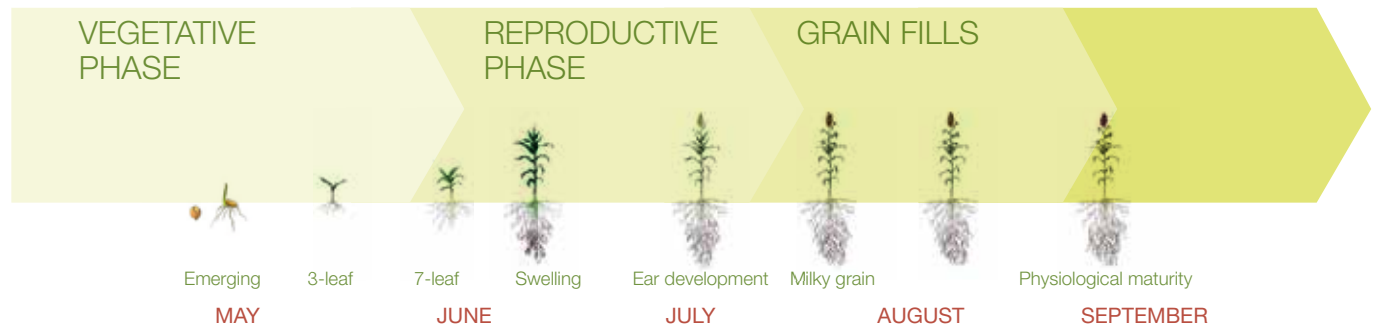 VEGETATIVE
PHASE
REPRODUCTIVE
PHASE
GRAIN FILLS
Emerging
3-leaf
7-leaf
Swelling
Ear development
Milky grain
Physiological maturity
MAY
JUNE
JULY
AUGUST
SEPTEMBER